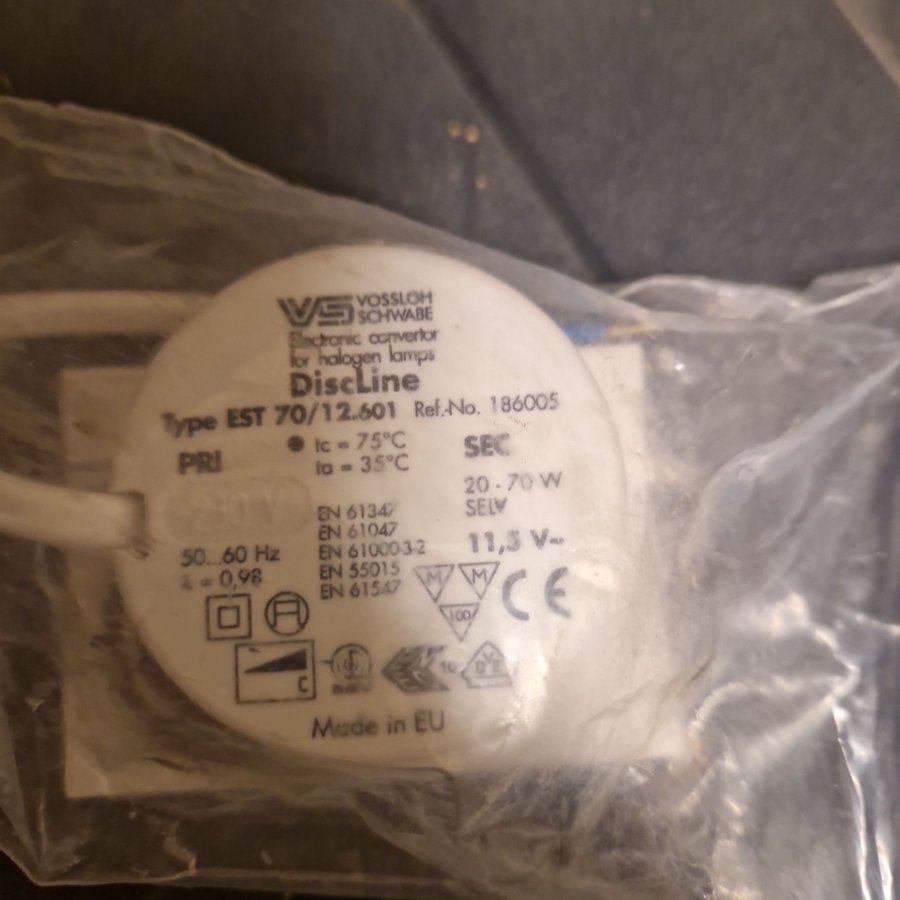 VS VOSSLOH
SCHWABE
Electronic convertor
for halogen lamps
DiscLine
Type EST 70/12.601 Ref.-No. 186005
tc = 75°C
ta = 35°C
PRI
SEC
20 - 70 W
SELV
11,5 V~
50...60 Hz
λ = 0,98
EN 61347
EN 61047
EN 61000-3-2
EN 55015
EN 61547
M M
100
CE
C
10
VDE
Made in EU